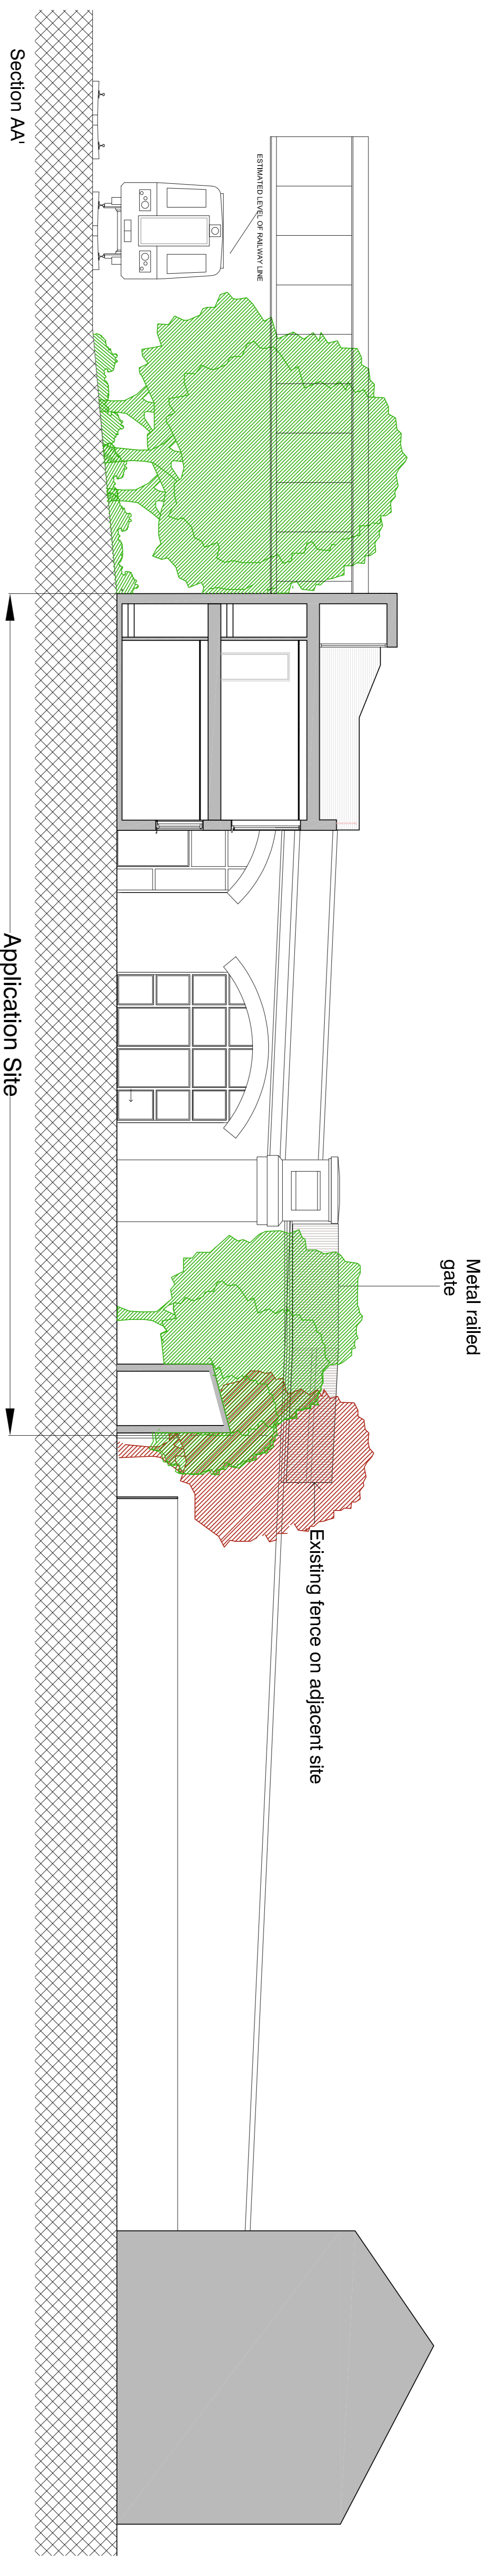 Metal railed
gate
ESTIMATED LEVEL OF RAILWAY LINE
Existing fence on adjacent site
Application Site
Section AA'